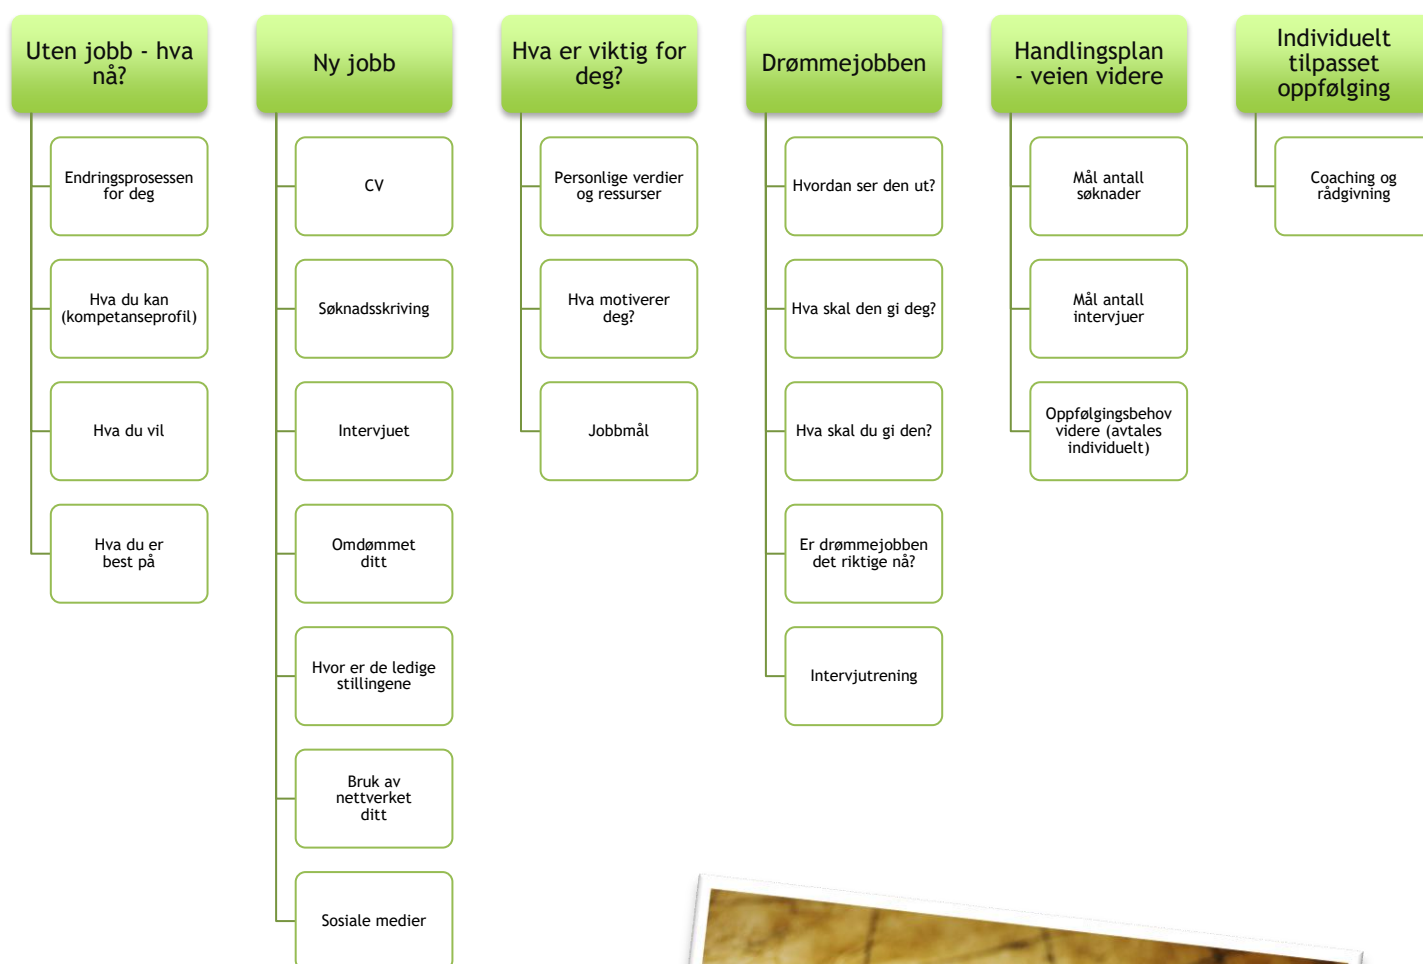 Uten jobb - hva
nå?
Endringsprosessen
for deg
Hva du kan
(kompetanseprofil)
Hva du vil
Hva du er
best på
Ny jobb
CV
Søknadsskriving
Intervjuet
Omdømmet
ditt
Hvor er de ledige
stillingene
Bruk av
nettverket
ditt
Sosiale medier
Hva er viktig for
deg?
Personlige verdier
og ressurser
Hva motiverer
deg?
Jobbmål
Drømmejobben
Hvordan ser den ut?
Hva skal den gi deg?
Hva skal du gi den?
Er drømmejobben
det riktige nå?
Intervjutrening
Handlingsplan
- veien videre
Mål antall
søknader
Mål antall
intervjuer
Oppfølgingsbehov
videre (avtales
individuelt)
Individuelt
tilpasset
oppfølging
Coaching og
rådgivning